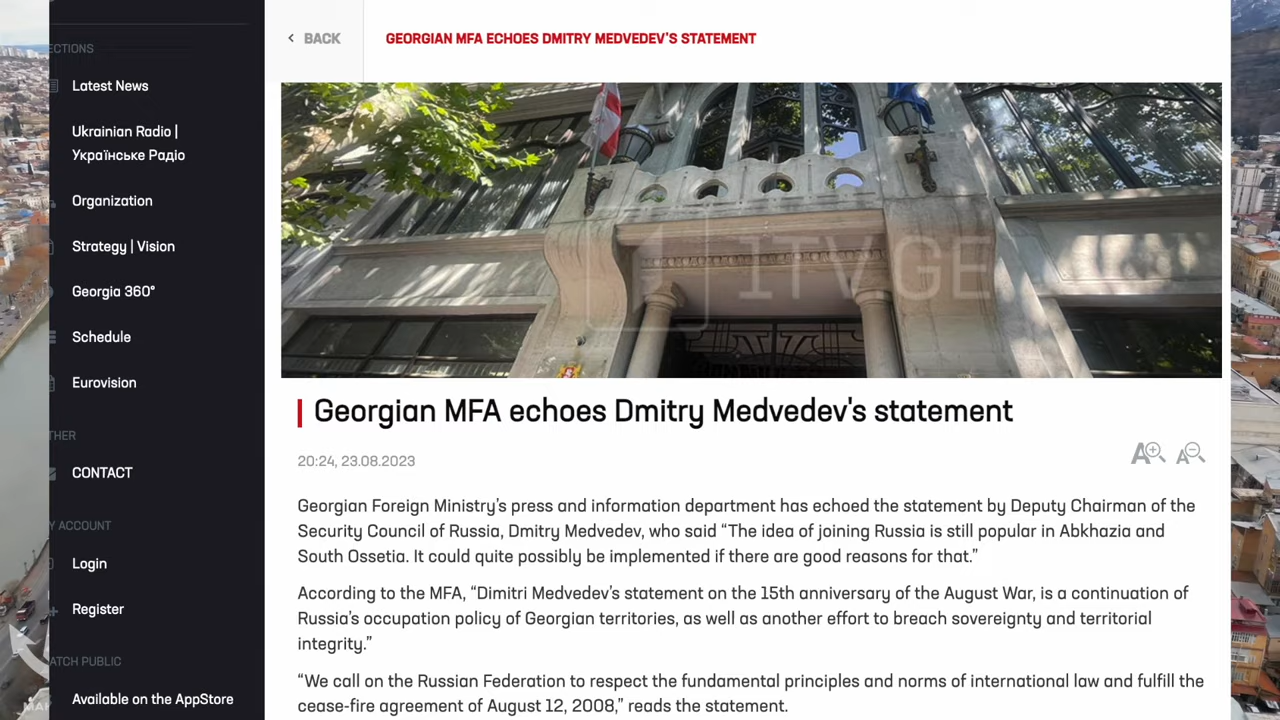 BACK
GEORGIAN MFA ECHOES DMITRY MEDVEDEV'S STATEMENT
ECTIONS
Latest News
Ukrainian Radio |
Українське Радіо
Organization
Strategy | Vision
Georgia 360°
Schedule
Eurovision
THER
CONTACT
Y ACCOUNT
Login
Register
ATCH PUBLIC
Available on the AppStore
1TV.GE
Georgian MFA echoes Dmitry Medvedev's statement
20:24, 23.08.2023
Georgian Foreign Ministry's press and information department has echoed the statement by Deputy Chairman of the
Security Council of Russia, Dmitry Medvedev, who said “The idea of joining Russia is still popular in Abkhazia and
South Ossetia. It could quite possibly be implemented if there are good reasons for that.”
According to the MFA, “Dimitri Medvedev's statement on the 15th anniversary of the August War, is a continuation of
Russia's occupation policy of Georgian territories, as well as another effort to breach sovereignty and territorial
integrity.”
“We call on the Russian Federation to respect the fundamental principles and norms of international law and fulfill the
cease-fire agreement of August 12, 2008,” reads the statement.